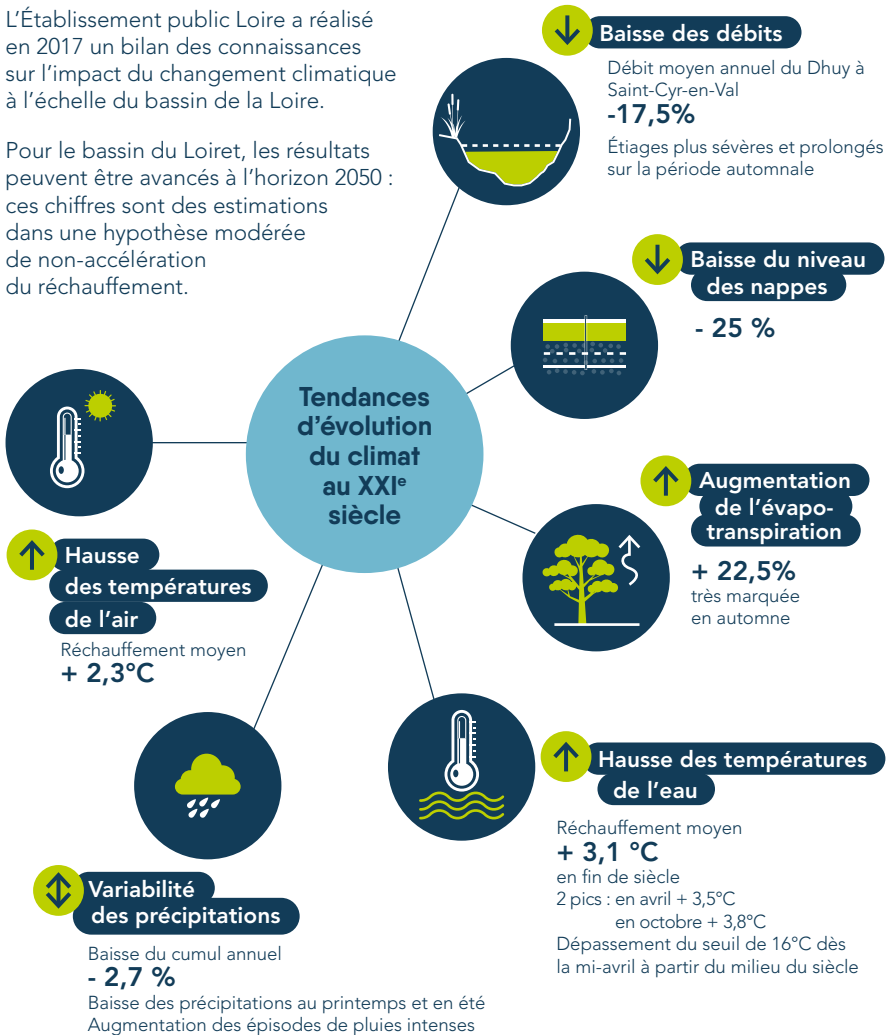 L'Établissement public Loire a réalisé
en 2017 un bilan des connaissances
sur l'impact du changement climatique
à l'échelle du bassin de la Loire.
Pour le bassin du Loiret, les résultats
peuvent être avancés à l'horizon 2050 :
ces chiffres sont des estimations
dans une hypothèse modérée
de non-accélération
du réchauffement.
Baisse des débits
Débit moyen annuel du Dhuy à
Saint-Cyr-en-Val
-17,5%
Étiages plus sévères et prolongés
sur la période automnale
Baisse du niveau
des nappes
- 25 %
Tendances
d'évolution
du climat
au XXIe
siècle
Augmentation
de l'évapo-
transpiration
+ 22,5%
très marquée
en automne
Hausse
des températures
de l'air
Réchauffement moyen
+ 2,3°C
Hausse des températures
de l'eau
Réchauffement moyen
+ 3,1 °C
en fin de siècle
2 pics : en avril + 3,5°C
en octobre + 3,8°C
Dépassement du seuil de 16°C dès
la mi-avril à partir du milieu du siècle
Variabilité
des précipitations
Baisse du cumul annuel
- 2,7 %
Baisse des précipitations au printemps et en été
Augmentation des épisodes de pluies intenses